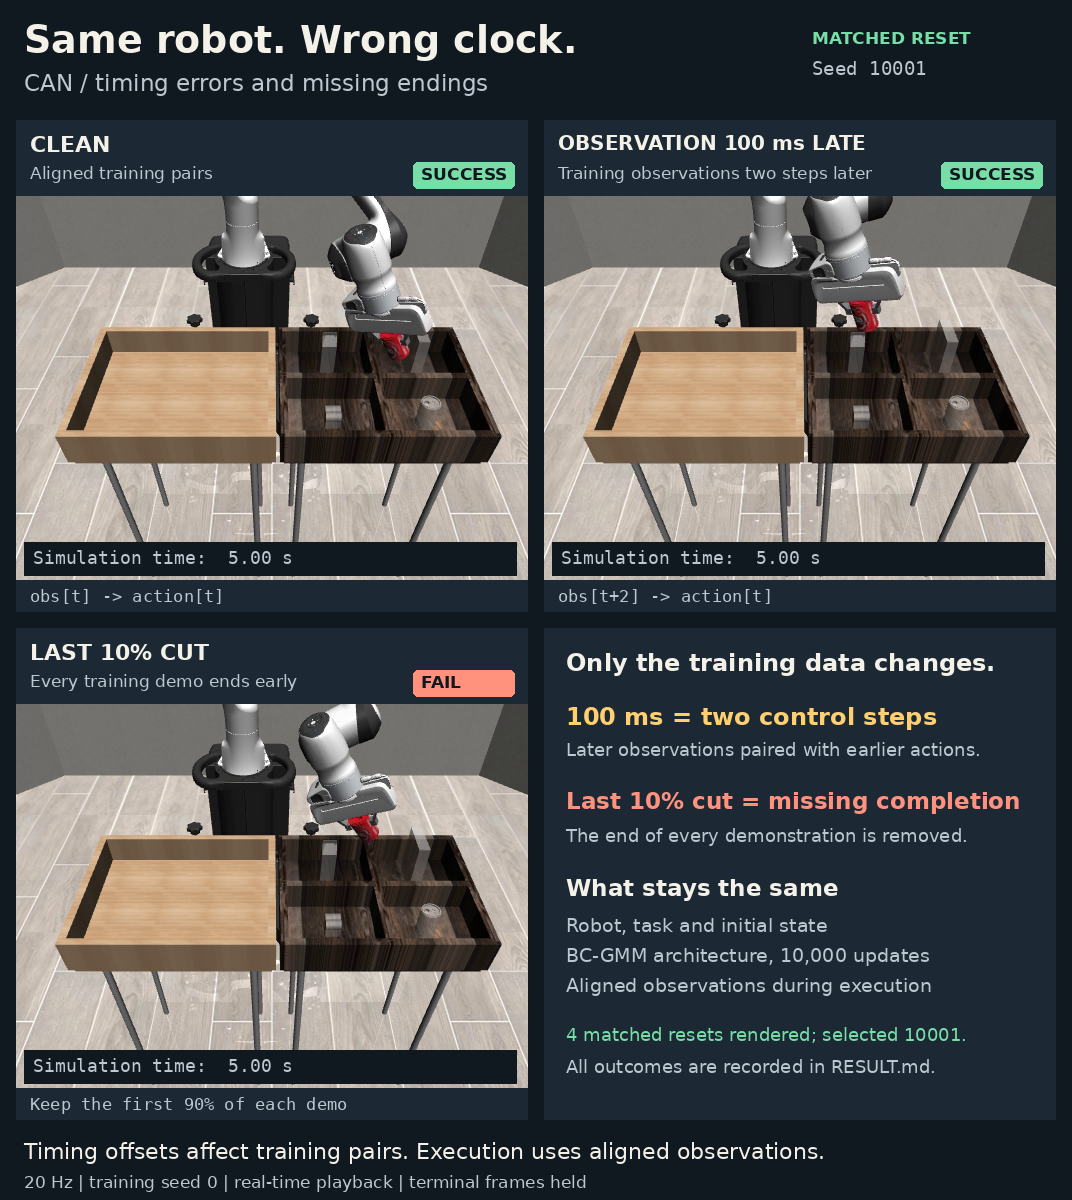 Same robot. Wrong clock.
CAN / timing errors and missing endings
MATCHED RESET
Seed 10001
CLEAN
Aligned training pairs
SUCCESS
Simulation time: 5.00 s
obs[t] -> action[t]
OBSERVATION 100 ms LATE
Training observations two steps later
SUCCESS
Simulation time: 5.00 s
obs[t+2] -> action[t]
LAST 10% CUT
Every training demo ends early
FAIL
Simulation time: 5.00 s
Keep the first 90% of each demo
Only the training data changes.
100 ms = two control steps
Later observations paired with earlier actions.
Last 10% cut = missing completion
The end of every demonstration is removed.
What stays the same
Robot, task and initial state
BC-GMM architecture, 10,000 updates
Aligned observations during execution
4 matched resets rendered; selected 10001.
All outcomes are recorded in RESULT.md.
Timing offsets affect training pairs. Execution uses aligned observations.
20 Hz | training seed 0 | real-time playback | terminal frames held